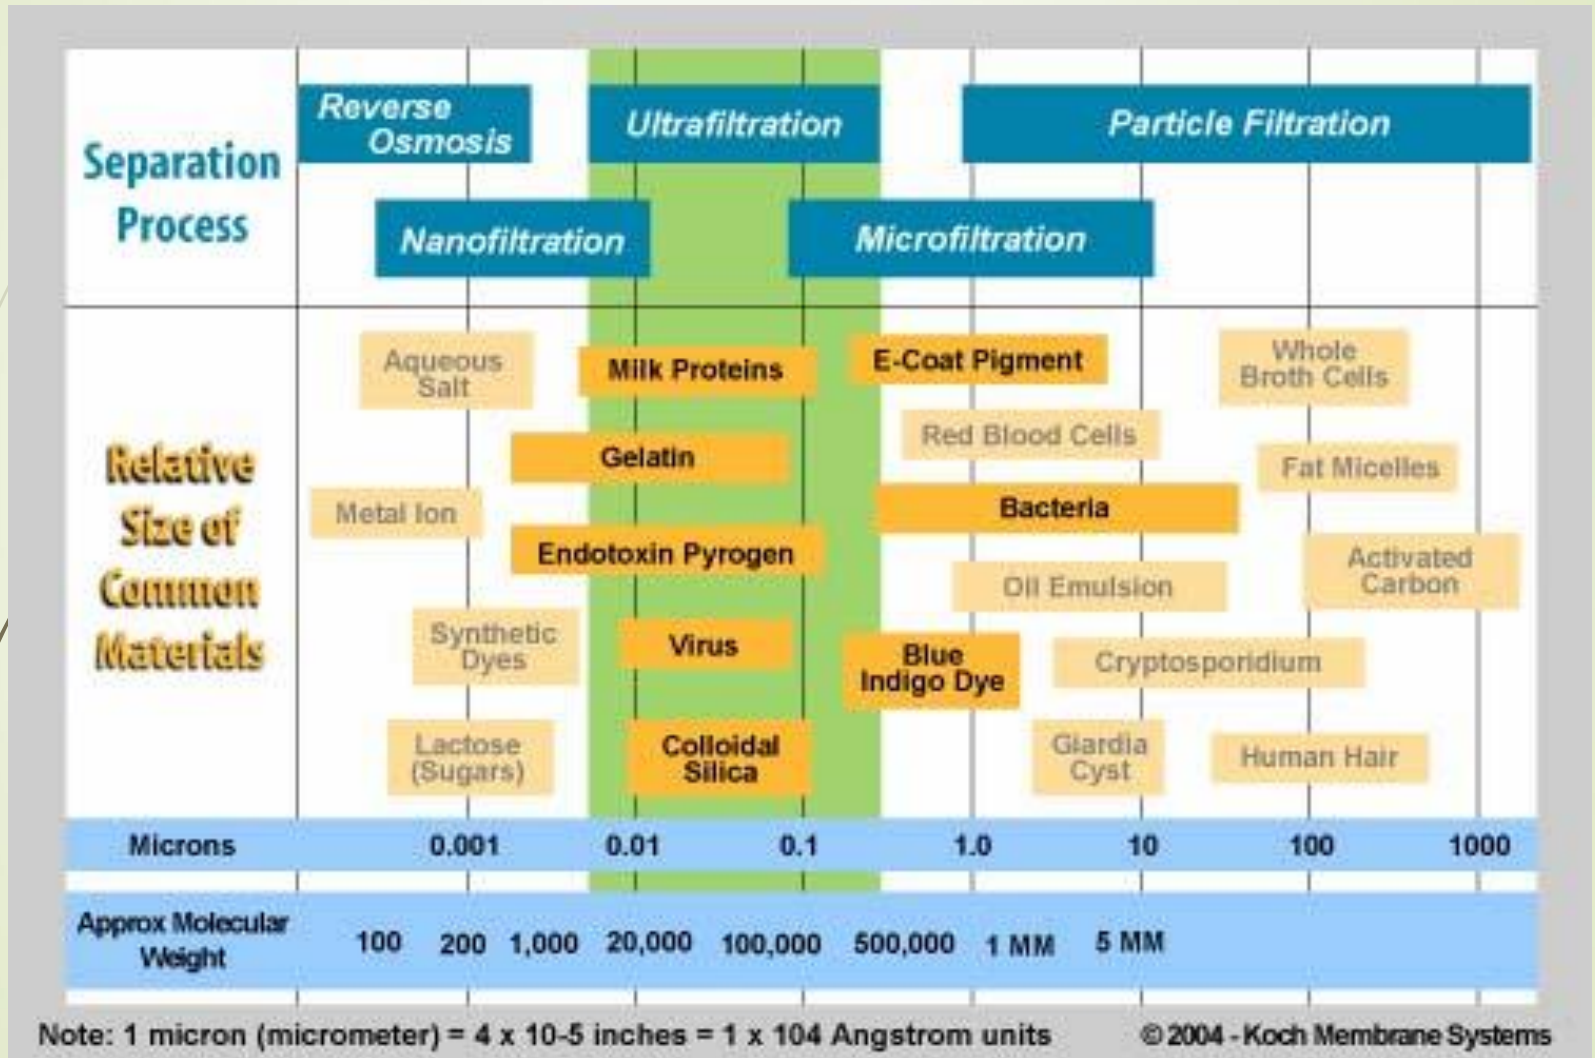 Separation
Process
Reverse
Osmosis
Ultrafiltration
Particle Filtration
Nanofiltration
Microfiltration
Relative
Size of
Common
Materials
Aqueous
Salt
Milk Proteins
E-Coat Pigment
Whole
Broth Cells
Gelatin
Red Blood Cells
Fat Micelles
Metal Ion
Bacteria
Endotoxin Pyrogen
Oil Emulsion
Activated
Carbon
Synthetic
Dyes
Virus
Blue
Indigo Dye
Cryptosporidium
Lactose
(Sugars)
Colloidal
Silica
Giardia
Cyst
Human Hair
Microns 0.001 0.01 0.1 1.0 10 100 1000
Approx Molecular
Weight
100 200 1,000 20,000 100,000 500,000 1 MM 5 MM
Note: 1 micron (micrometer) = 4 x 10-5 inches = 1 x 104 Angstrom units © 2004 - Koch Membrane Systems